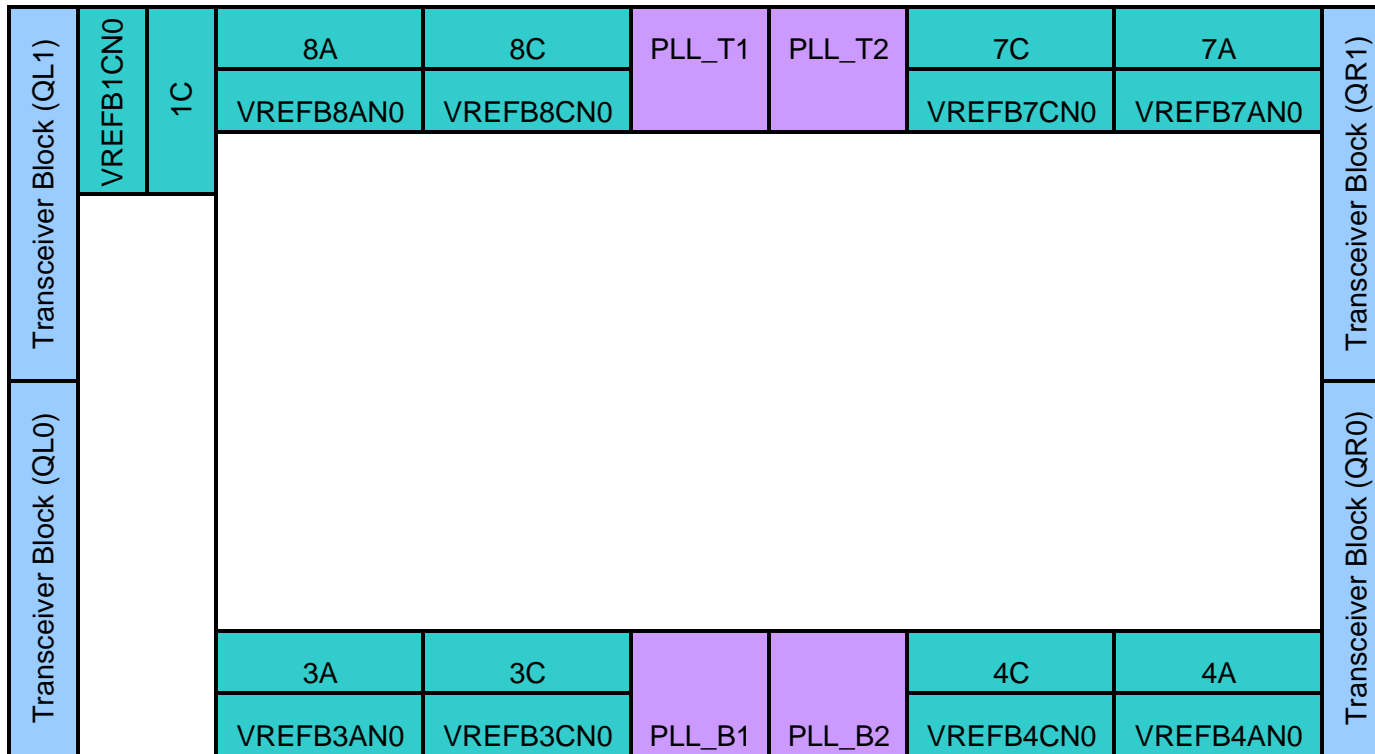 Transceiver Block (QL1)
VREFB1CN0
1C
8A
8C
PLL_T1
PLL_T2
7C
7A
VREFB8AN0
VREFB8CN0
VREFB7CN0
VREFB7AN0
Transceiver Block (QR1)
Transceiver Block (QL0)
Transceiver Block (QR0)
3A
3C
4C
4A
VREFB3AN0
VREFB3CN0
PLL_B1
PLL_B2
VREFB4CN0
VREFB4AN0